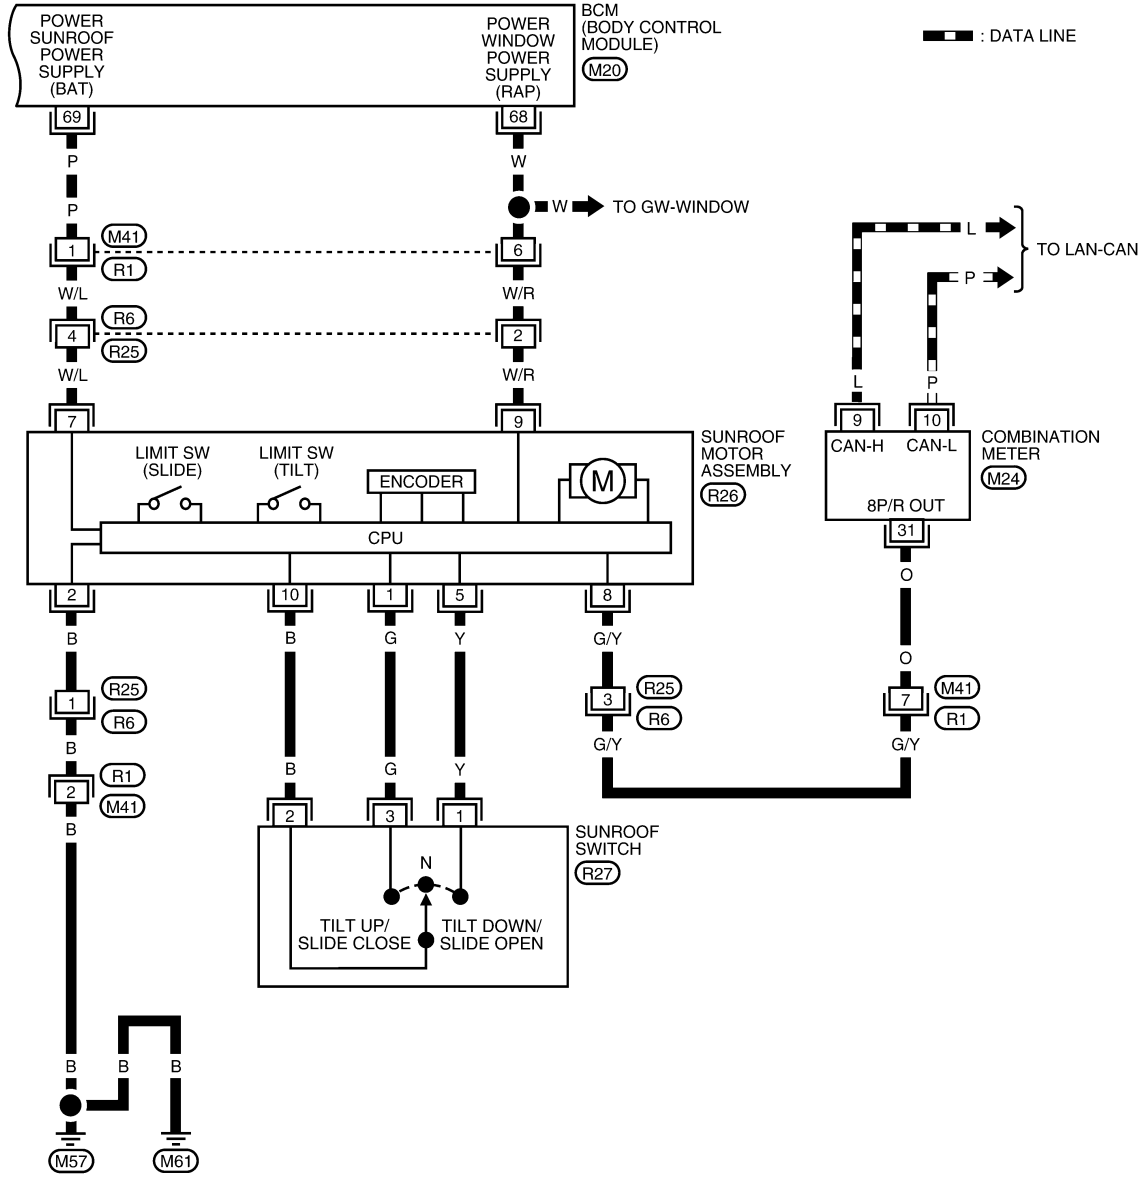 POWER
SUNROOF
POWER
SUPPLY
(BAT)
POWER
WINDOW
POWER
SUPPLY
(RAP)
BCM
(BODY CONTROL
MODULE)
M20
: DATA LINE
69
68
P
W
P
W
TO GW-WINDOW
1
M41
R1
6
L
P
TO LAN-CAN
W/L
W/R
4
R6
R25
2
W/L
W/R
L
P
7
9
9
10
LIMIT SW
(SLIDE)
LIMIT SW
(TILT)
ENCODER
M
CPU
SUNROOF
MOTOR
ASSEMBLY
R26
CAN-H
CAN-L
8P/R OUT
COMBINATION
METER
M24
31
2
10
1
5
8
O
B
B
G
Y
G/Y
O
1
R25
R6
3
R25
R6
7
M41
R1
B
G/Y
G/Y
2
R1
M41
B
G
Y
B
2
3
1
SUNROOF
SWITCH
R27
N
TILT UP/
SLIDE CLOSE
TILT DOWN/
SLIDE OPEN
B
B
B
M57
M61